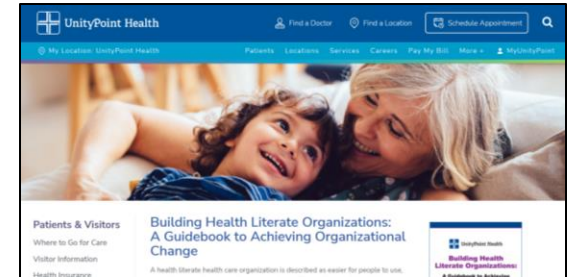 UnityPoint Health
Find a Doctor
Find a Location
Schedule Appointment
My Location: UnityPoint Health
Patients Locations Services Careers Pay My Bill More + MyUnityPoint
Patients & Visitors
Where to Go for Care
Visitor Information
Health Insurance
Building Health Literate Organizations:
A Guidebook to Achieving Organizational
Change
A health literate health care organization is described as easier for people to use,
UnityPoint Health
Building Health
Literate Organizations:
A Guidebook to Achieving